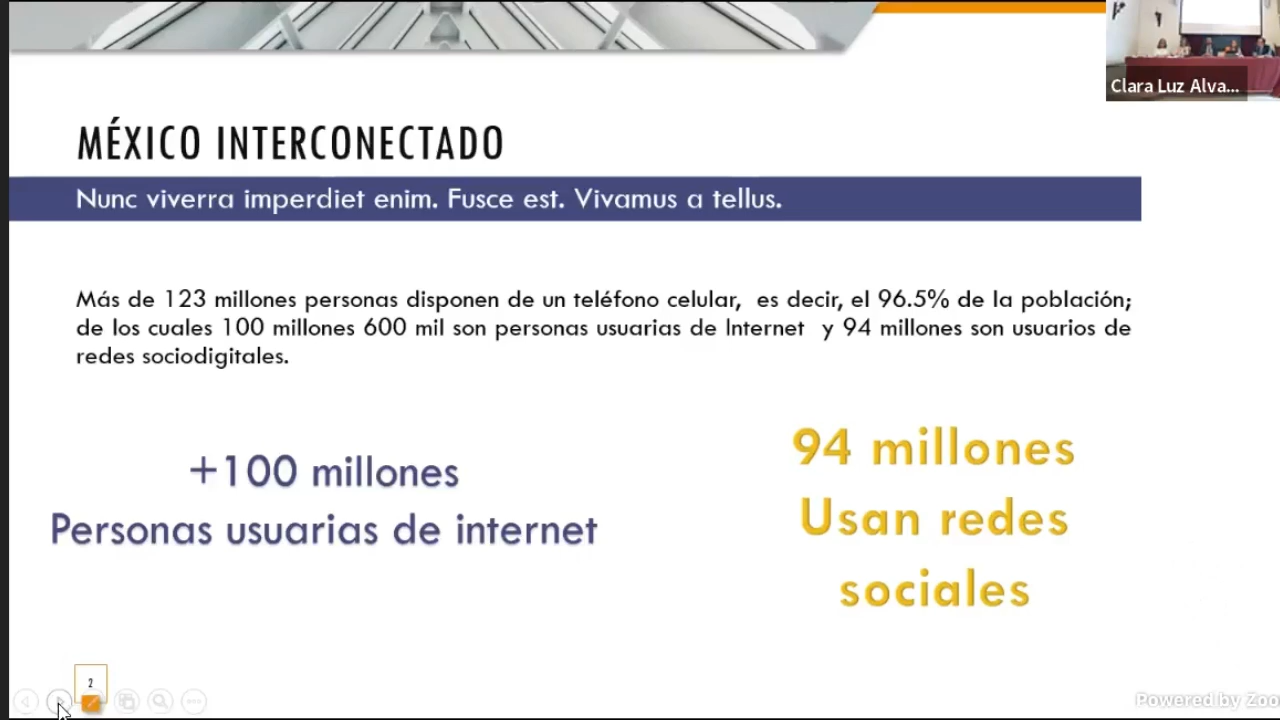 Clara Luz Alva...
MÉXICO INTERCONECTADO
Nunc viverra imperdiet enim. Fusce est. Vivamus a tellus.
Más de 123 millones personas disponen de un teléfono celular, es decir, el 96.5% de la población;
de los cuales 100 millones 600 mil son personas usuarias de Internet y 94 millones son usuarios de
redes sociodigitales.
+100 millones
Personas usuarias de internet
94 millones
Usan redes
sociales
2
Powered by Zoo